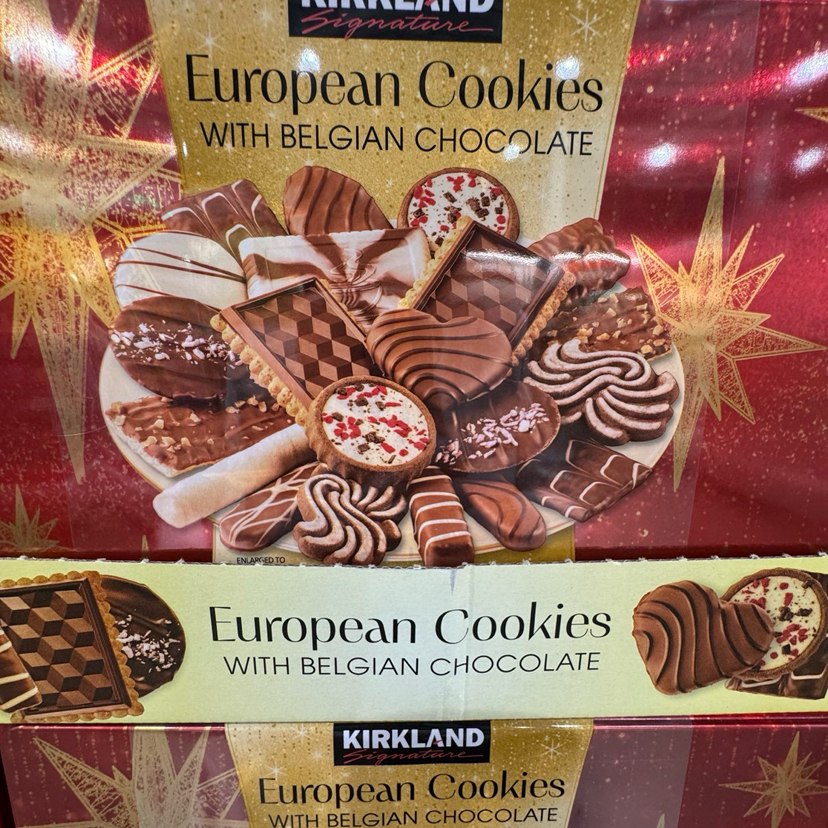 KIRKLAND
Signature
European Cookies
WITH BELGIAN CHOCOLATE
ENLARGED TO
European Cookies
WITH BELGIAN CHOCOLATE
KIRKLAND
Signature
European Cookies
WITH BELGIAN CHOCOLATE